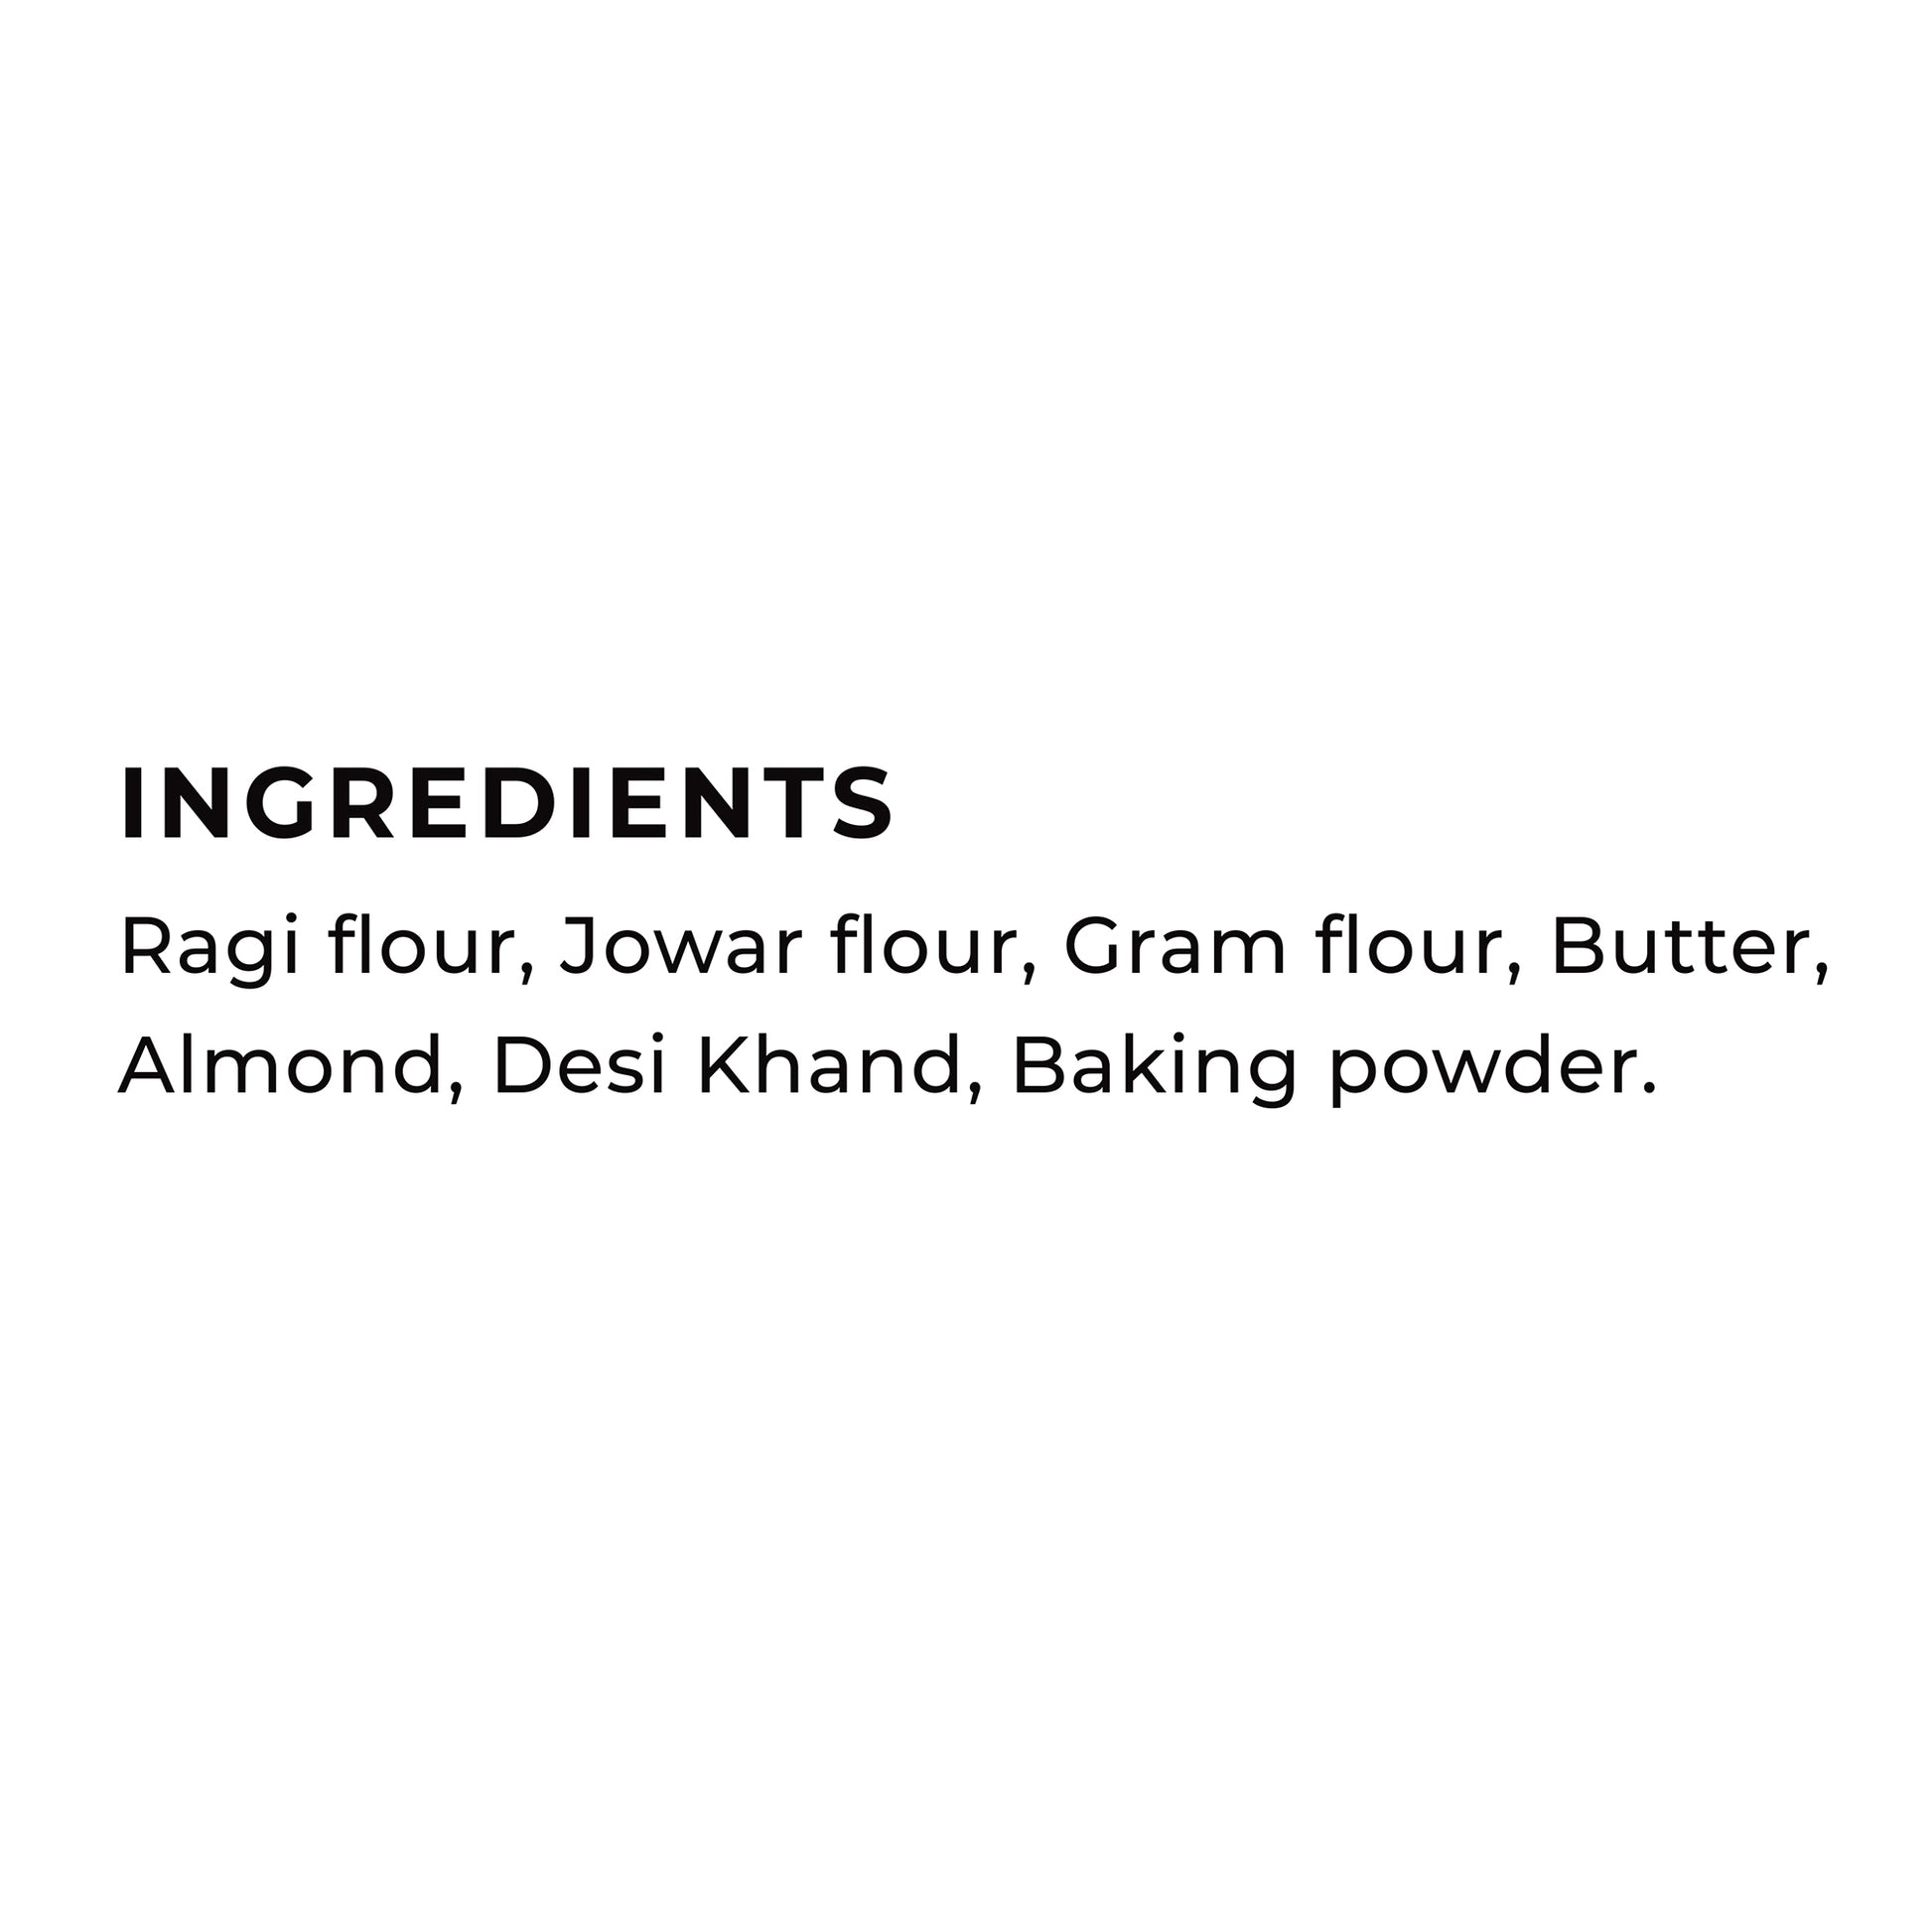 INGREDIENTS
Ragi flour, Jowar flour, Gram flour, Butter,
Almond, Desi Khand, Baking powder.